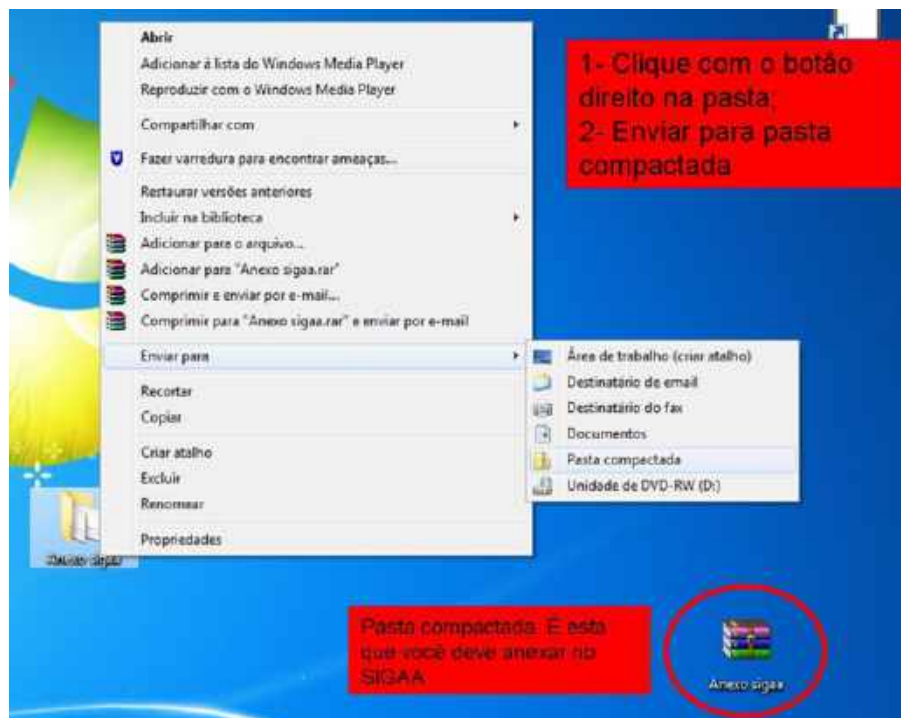 Abrir
Adicionar à lista do Windows Media Player
Reproduzir com o Windows Media Player
Compartilhar com
Fazer varredura para encontrar ameaças...
Restaurar versões anteriores
Incluir na biblioteca
Adicionar para o arquivo...
Adicionar para "Anexo sigaa.rar"
Comprimir e enviar por e-mail...
Comprimir para "Anexo sigaa.rar" e enviar por e-mail
Enviar para
Recortar
Copiar
Criar atalho
Excluir
Renomear
Propriedades
Área de trabalho (criar atalho)
Destinatário de email
Destinatário do fax
Documentos
Pasta compactada
Unidade de DVD-RW (D:)
1- Clique com o botão
direito na pasta;
2- Enviar para pasta
compactada
Anexo sigaa
Pasta compactada. É esta
que você deve anexar no
SIGAA
Anexo sigaa